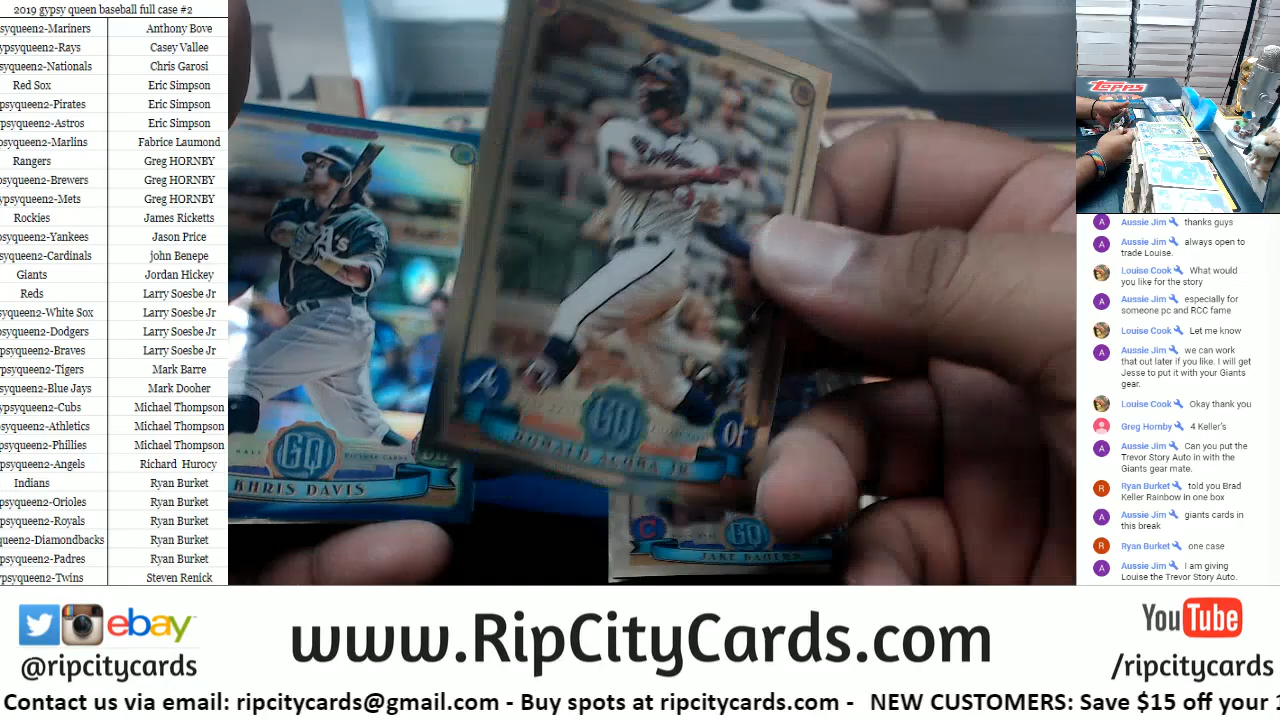 2019 gypsy queen baseball full case #2
syqueen2-Mariners Anthony Bove
ypsyqueen2-Rays Casey Vallee
ypsyqueen2-Nationals Chris Garosi
Red Sox Eric Simpson
psyqueen2-Pirates Eric Simpson
psyqueen2-Astros Eric Simpson
psyqueen2-Marlins Fabrice Laumond
Rangers Greg HORNBY
psyqueen2-Brewers Greg HORNBY
ypsyqueen2-Mets Greg HORNBY
Rockies James Ricketts
psyqueen2-Yankees Jason Price
psyqueen2-Cardinals john Benepe
Giants Jordan Hickey
Reds Larry Soesbe Jr
psyqueen2-White Sox Larry Soesbe Jr
psyqueen2-Dodgers Larry Soesbe Jr
psyqueen2-Braves Larry Soesbe Jr
psyqueen2-Tigers Mark Barre
psyqueen2-Blue Jays Mark Dooher
ypsyqueen2-Cubs Michael Thompson
psyqueen2-Athletics Michael Thompson
psyqueen2-Phillies Michael Thompson
psyqueen2-Angels Richard Hurocy
Indians Ryan Burket
psyqueen2-Orioles Ryan Burket
psyqueen2-Royals Ryan Burket
queen2-Diamondbacks Ryan Burket
psyqueen2-Padres Ryan Burket
psyqueen2-Twins Steven Renick
A's
GQ
KHRIS DAVIS
GQ
OF
RONALD ACUÑA JR
C
GQ
JAKE BAUERS
Topps
Aussie Jim thanks guys
Aussie Jim always open to
trade Louise.
Louise Cook What would
you like for the story
Aussie Jim especially for
someone pc and RCC fame
Louise Cook Let me know
Aussie Jim we can work
that out later if you like. I will get
Jesse to put it with your Giants
gear.
Louise Cook Okay thank you
Greg Hornby 4 Keller's
Aussie Jim Can you put the
Trevor Story Auto in with the
Giants gear mate.
Ryan Burket told you Brad
Keller Rainbow in one box
Aussie Jim giants cards in
this break
Ryan Burket one case
Aussie Jim I am giving
Louise the Trevor Story Auto.
ebay
@ripcitycards
www.RipCityCards.com
YouTube
/ripcitycards
Contact us via email: ripcitycards@gmail.com - Buy spots at ripcitycards.com - NEW CUSTOMERS: Save $15 off your